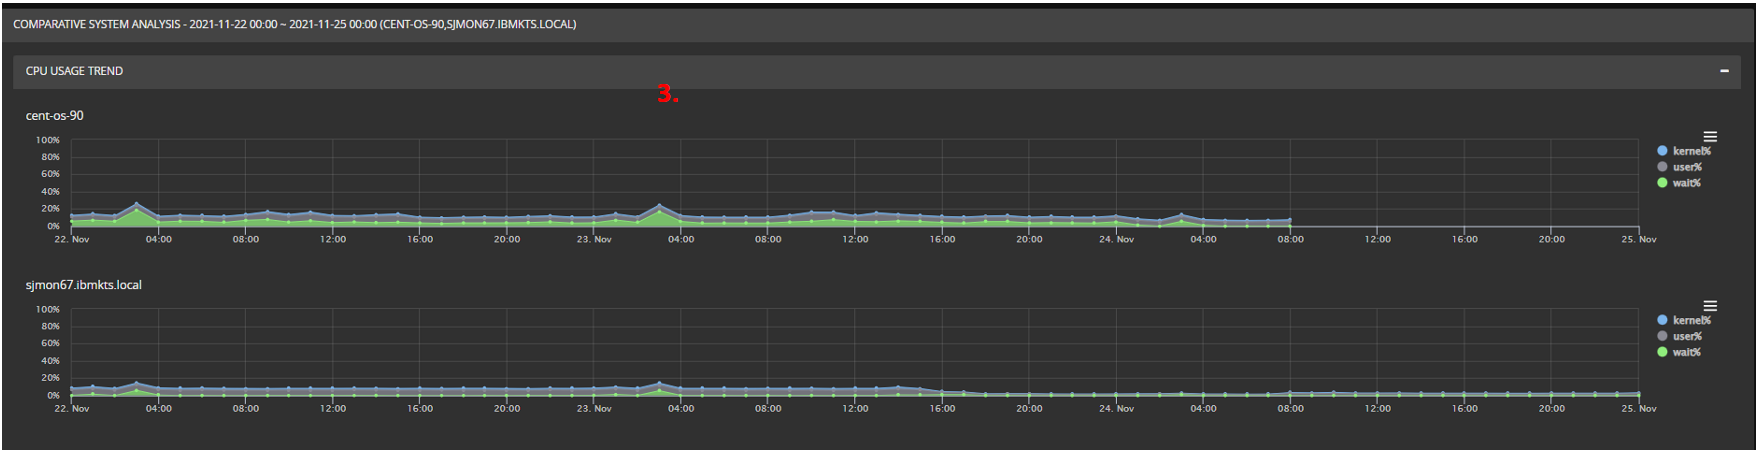 COMPARATIVE SYSTEM ANALYSIS - 2021-11-22 00:00 ~ 2021-11-25 00:00 (CENT-OS-90,SJMON67.IBMKTS.LOCAL)
CPU USAGE TREND
3.
cent-os-90
100%
80%
60%
40%
20%
0%
22. Nov 04:00 08:00 12:00 16:00 20:00 23. Nov 04:00 08:00 12:00 16:00 20:00 24. Nov 04:00 08:00 12:00 16:00 20:00 25. Nov
kernel%
user%
wait%
sjmon67.ibmkts.local
100%
80%
60%
40%
20%
0%
22. Nov 04:00 08:00 12:00 16:00 20:00 23. Nov 04:00 08:00 12:00 16:00 20:00 24. Nov 04:00 08:00 12:00 16:00 20:00 25. Nov
kernel%
user%
wait%